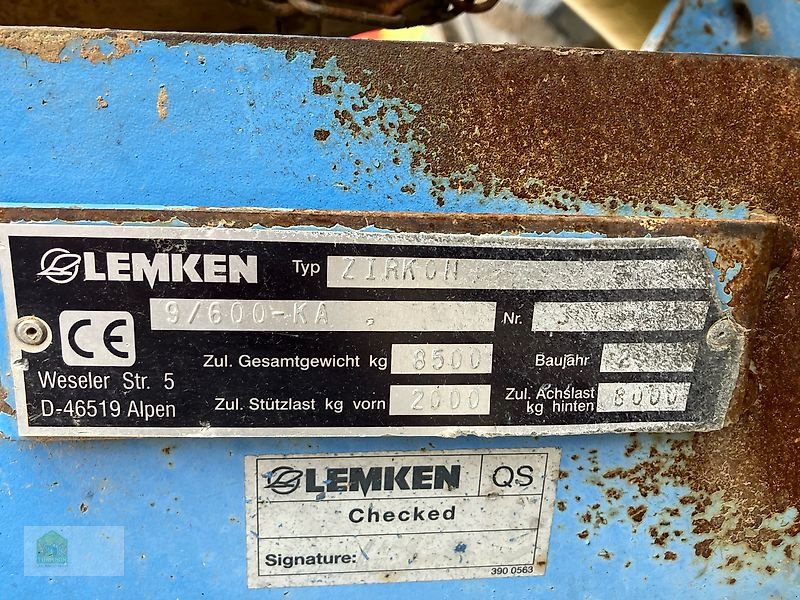 LEMKEN Typ ZIRKON
9/600-KA Nr.
CE
Zul. Gesamtgewicht kg 8500 Baujahr
Weseler Str. 5
D-46519 Alpen
Zul. Stützlast kg vorn 2000 Zul. Achslast kg hinten 8000
LEMKEN QS
Checked
Signature:
390 0563